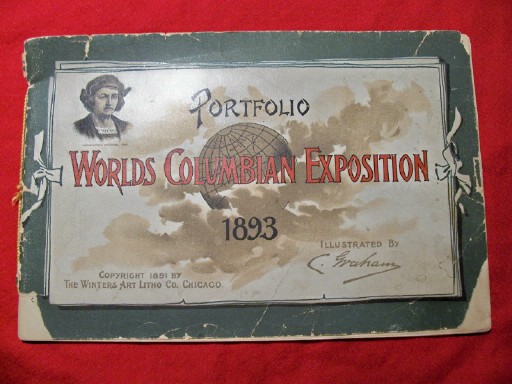 PORTFOLIO
WORLDS COLUMBIAN EXPOSITION
1893
ILLUSTRATED BY
C. Graham
COPYRIGHT 1891 BY
THE WINTERS ART LITHO CO. CHICAGO